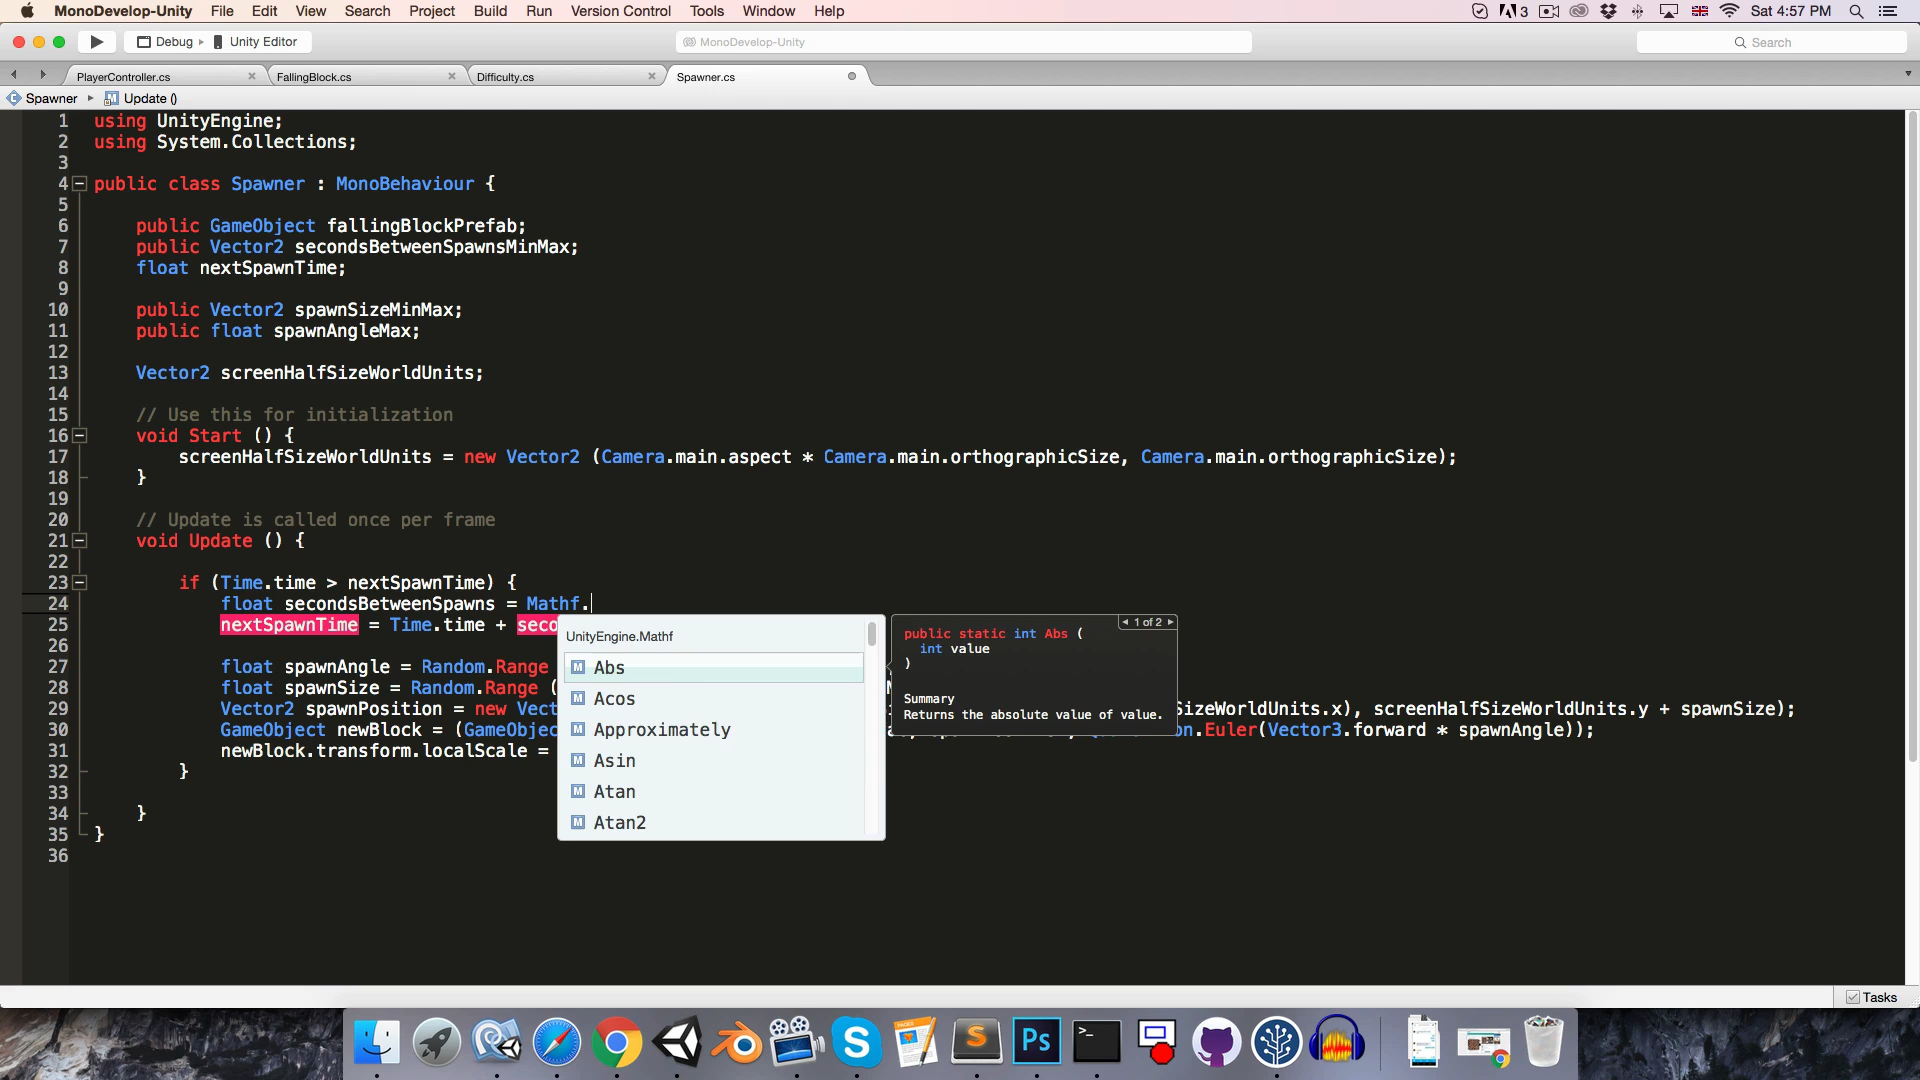 MonoDevelop-Unity File Edit View Search Project Build Run Version Control Tools Window Help 3 Sat 4:57 PM
Debug Unity Editor MonoDevelop-Unity Search
PlayerController.cs FallingBlock.cs Difficulty.cs Spawner.cs
Spawner Update ()
1 using UnityEngine;
2 using System.Collections;
3
4 public class Spawner : MonoBehaviour {
5
6 public GameObject fallingBlockPrefab;
7 public Vector2 secondsBetweenSpawnsMinMax;
8 float nextSpawnTime;
9
10 public Vector2 spawnSizeMinMax;
11 public float spawnAngleMax;
12
13 Vector2 screenHalfSizeWorldUnits;
14
15 // Use this for initialization
16 void Start () {
17 screenHalfSizeWorldUnits = new Vector2 (Camera.main.aspect * Camera.main.orthographicSize, Camera.main.orthographicSize);
18 }
19
20 // Update is called once per frame
21 void Update () {
22
23 if (Time.time > nextSpawnTime) {
24 float secondsBetweenSpawns = Mathf.
25 nextSpawnTime = Time.time + seco
26
27 float spawnAngle = Random.Range
28 float spawnSize = Random.Range (
29 Vector2 spawnPosition = new Vect sizeWorldUnits.x), screenHalfSizeWorldUnits.y + spawnSize);
30 GameObject newBlock = (GameObjec on.Euler(Vector3.forward * spawnAngle));
31 newBlock.transform.localScale =
32 }
33
34 }
35 }
36
UnityEngine.Mathf
Abs
Acos
Approximately
Asin
Atan
Atan2
1 of 2
public static int Abs (
int value
)
Summary
Returns the absolute value of value.
Tasks
PAGES
S
Ps
>_